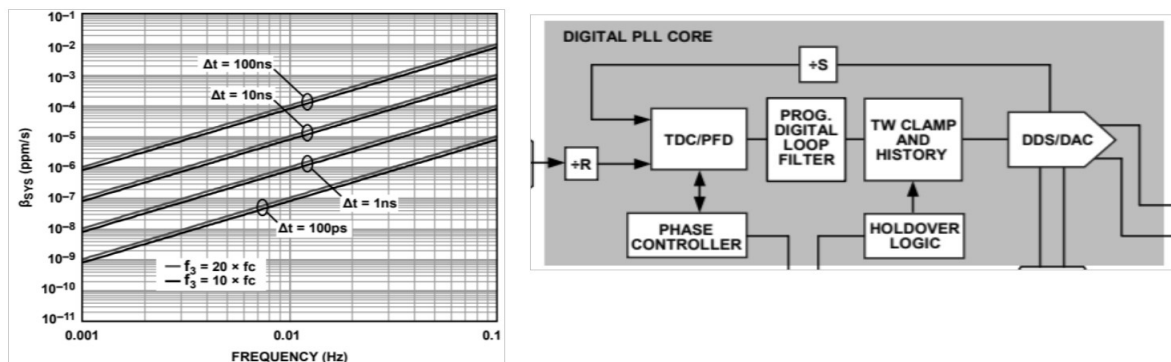 10⁻¹
10⁻²
10⁻³
10⁻⁴
10⁻⁵
10⁻⁶
10⁻⁷
10⁻⁸
10⁻⁹
10⁻¹⁰
10⁻¹¹
βSYS (ppm/s)
Δt = 100ns
Δt = 10ns
Δt = 1ns
Δt = 100ps
f₃ = 20 × fc
f₃ = 10 × fc
0.001
0.01
0.1
FREQUENCY (Hz)
DIGITAL PLL CORE
÷S
÷R
TDC/PFD
PROG.
DIGITAL
LOOP
FILTER
TW CLAMP
AND
HISTORY
DDS/DAC
PHASE
CONTROLLER
HOLDOVER
LOGIC